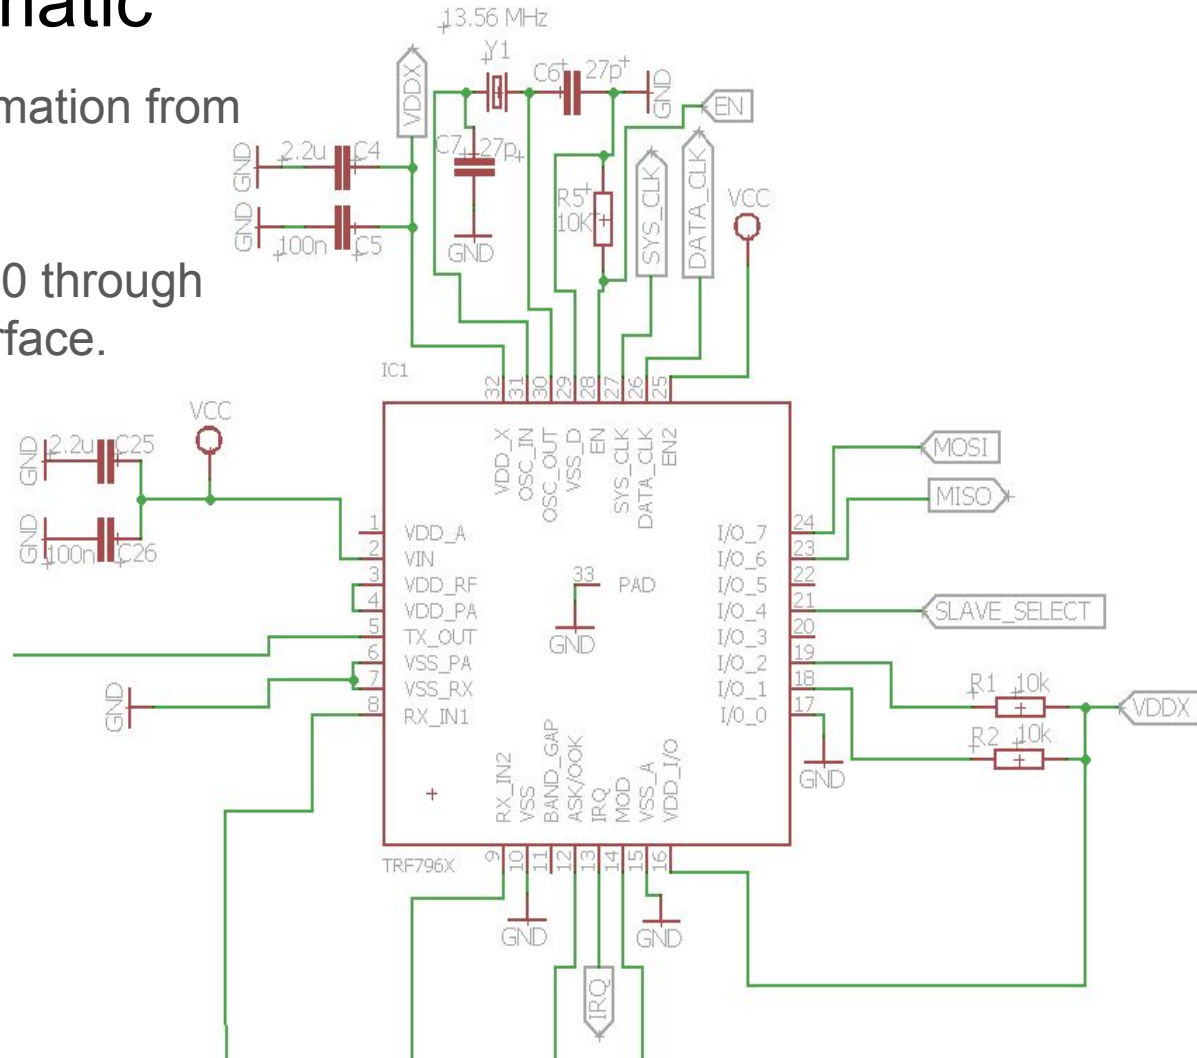 matic
mation from
0 through
rface.
13.56 MHz
Y1
VDDX
C6
27p
GND
EN
2.2u
C4
GND
C7
27p
SYS_CLK
DATA_CLK
VCC
R5
10K
GND
100n
C5
GND
IC1
32
31
30
29
28
27
26
25
VDD_X
OSC_IN
OSC_OUT
VSS_D
EN
SYS_CLK
DATA_CLK
EN2
VCC
GND
2.2u
C25
GND
100n
C26
1
VDD_A
2
VIN
3
VDD_RF
4
VDD_PA
5
TX_OUT
6
VSS_PA
7
VSS_RX
8
RX_IN1
GND
33
PAD
GND
I/O_7
24
I/O_6
23
I/O_5
22
I/O_4
21
I/O_3
20
I/O_2
19
I/O_1
18
I/O_0
17
MOSI
MISO
SLAVE_SELECT
R1
10k
VDDX
R2
10k
GND
RX_IN2
VSS
BAND_GAP
ASK/OOK
IRQ
MOD
VSS_A
VDD_I/O
TRF796X
9
10
11
12
13
14
15
16
GND
GND
IRQ